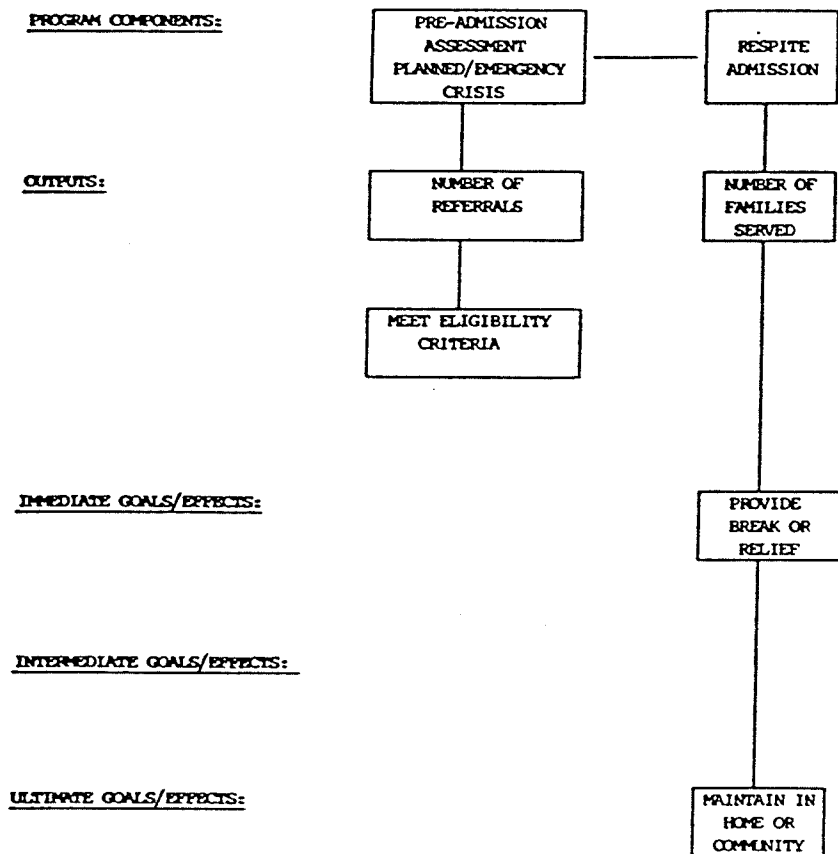 PROGRAM COMPONENTS:
PRE-ADMISSION
ASSESSMENT
PLANNED/EMERGENCY
CRISIS
RESPITE
ADMISSION
OUTPUTS:
NUMBER OF
REFERRALS
NUMBER OF
FAMILIES
SERVED
MEET ELIGIBILITY
CRITERIA
IMMEDIATE GOALS/EFFECTS:
PROVIDE
BREAK OR
RELIEF
INTERMEDIATE GOALS/EFFECTS:
ULTIMATE GOALS/EFFECTS:
MAINTAIN IN
HOME OR
COMMUNITY